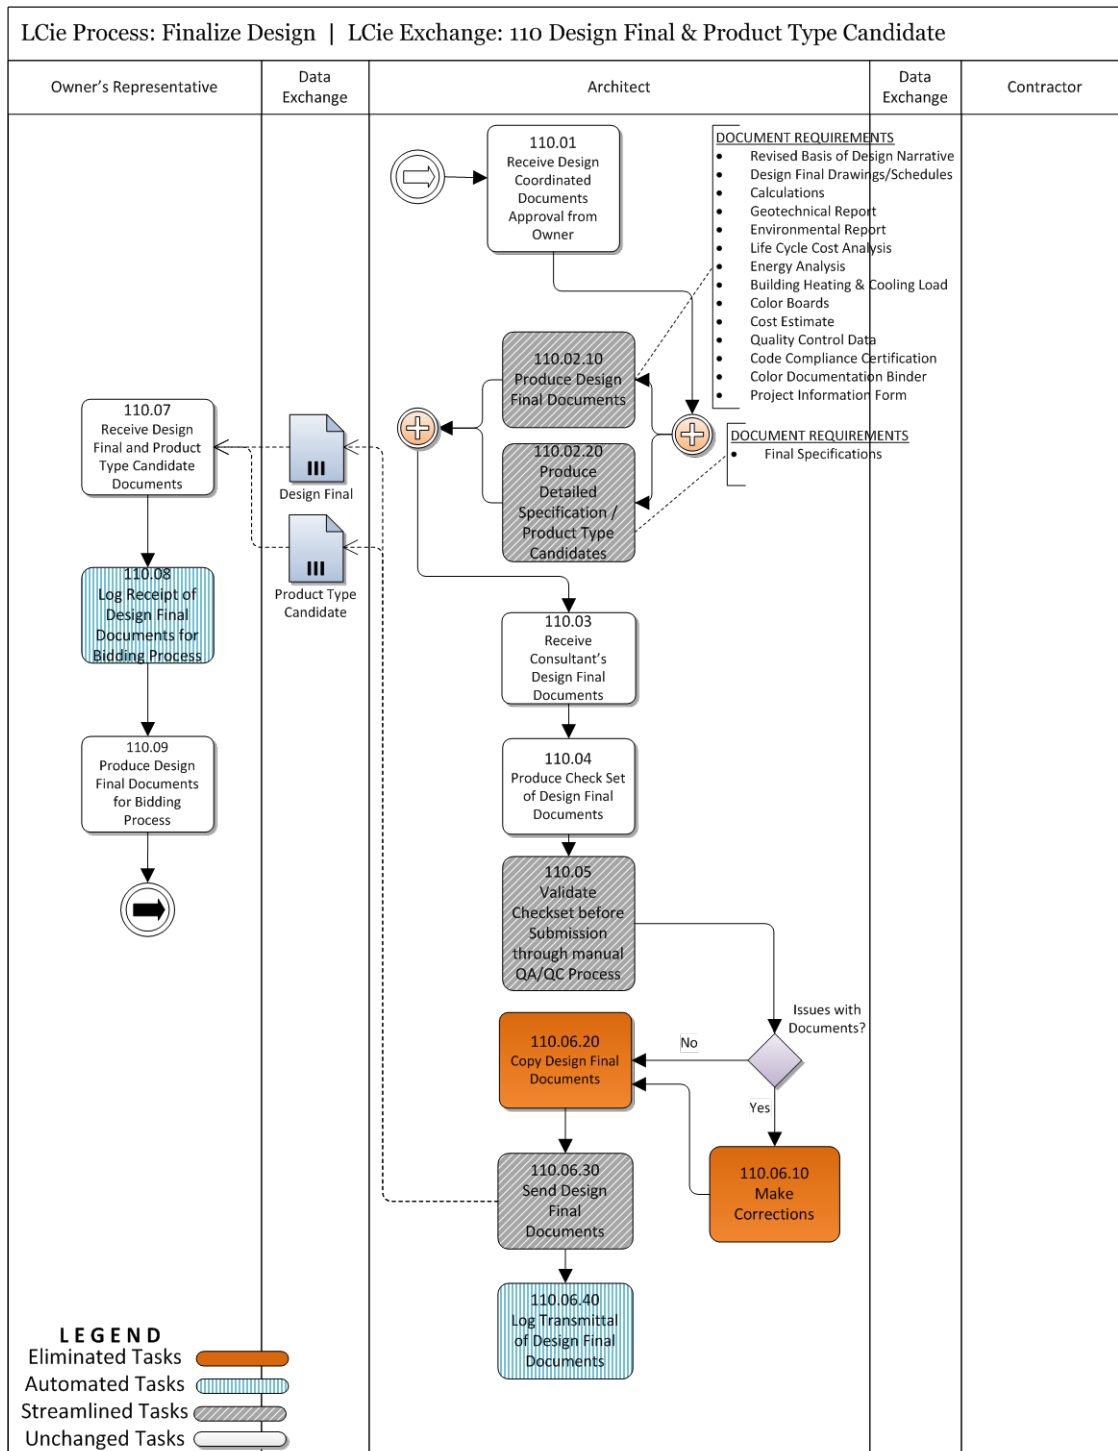 LCie Process: Finalize Design | LCie Exchange: 110 Design Final & Product Type Candidate
Owner's Representative
Data
Exchange
Architect
Data
Exchange
Contractor
110.01
Receive Design
Coordinated
Documents
Approval from
Owner
DOCUMENT REQUIREMENTS
• Revised Basis of Design Narrative
• Design Final Drawings/Schedules
• Calculations
• Geotechnical Report
• Environmental Report
• Life Cycle Cost Analysis
• Energy Analysis
• Building Heating & Cooling Load
• Color Boards
• Cost Estimate
• Quality Control Data
• Code Compliance Certification
• Color Documentation Binder
• Project Information Form
110.02.10
Produce Design
Final Documents
110.02.20
Produce
Detailed
Specification /
Product Type
Candidates
DOCUMENT REQUIREMENTS
• Final Specifications
110.07
Receive Design
Final and Product
Type Candidate
Documents
Design Final
Product Type
Candidate
110.08
Log Receipt of
Design Final
Documents for
Bidding Process
110.09
Produce Design
Final Documents
for Bidding
Process
110.03
Receive
Consultant's
Design Final
Documents
110.04
Produce Check Set
of Design Final
Documents
110.05
Validate
Checkset before
Submission
through manual
QA/QC Process
Issues with
Documents?
No
Yes
110.06.20
Copy Design Final
Documents
110.06.10
Make
Corrections
110.06.30
Send Design
Final
Documents
110.06.40
Log Transmittal
of Design Final
Documents
LEGEND
Eliminated Tasks
Automated Tasks
Streamlined Tasks
Unchanged Tasks